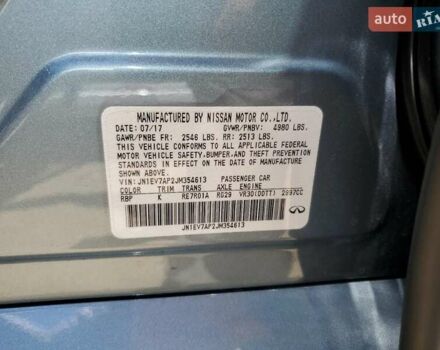 auto RIA
MANUFACTURED BY NISSAN MOTOR CO.,LTD.
DATE: 07/17 GVWR/PNBV: 4980 LBS.
GAWR/PNBE FR: 2546 LBS. RR: 2513 LBS.
THIS VEHICLE CONFORMS TO ALL APPLICABLE FEDERAL
MOTOR VEHICLE SAFETY,BUMPER,AND THEFT PREVENTION
STANDARDS IN EFFECT ON THE DATE OF MANUFACTURE
SHOWN ABOVE.
VIN: JN1EV7AP2JM354613 PASSENGER CAR
COLOR TRIM TRANS AXLE ENGINE
RBP K RE7R01A RG29 VR30(DDTT) 2997CC
JN1EV7AP2JM354613